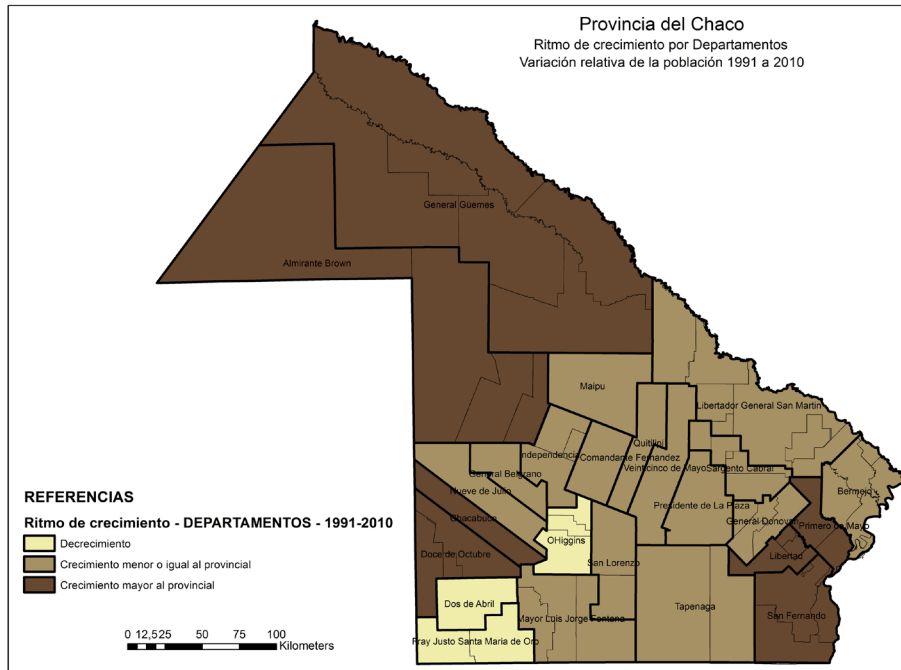 Provincia del Chaco
Ritmo de crecimiento por Departamentos
Variación relativa de la población 1991 a 2010
General Güemes
Almirante Brown
Maipu
Libertador General San Martin
Quitilipi
Independencia
Comandante Fernandez
Veinticinco de Mayo
Sargento Cabral
General Belgrano
Nueve de Julio
Bermejo
Presidente de La Plaza
Chacabuco
General Donovan
Primero de Mayo
OHiggins
Doce de Octubre
Libertad
San Lorenzo
Dos de Abril
Tapenaga
San Fernando
Mayor Luis Jorge Fontana
Fray Justo Santa Maria de Oro
REFERENCIAS
Ritmo de crecimiento - DEPARTAMENTOS - 1991-2010
Decrecimiento
Crecimiento menor o igual al provincial
Crecimiento mayor al provincial
0 12,525 50 75 100
Kilometers